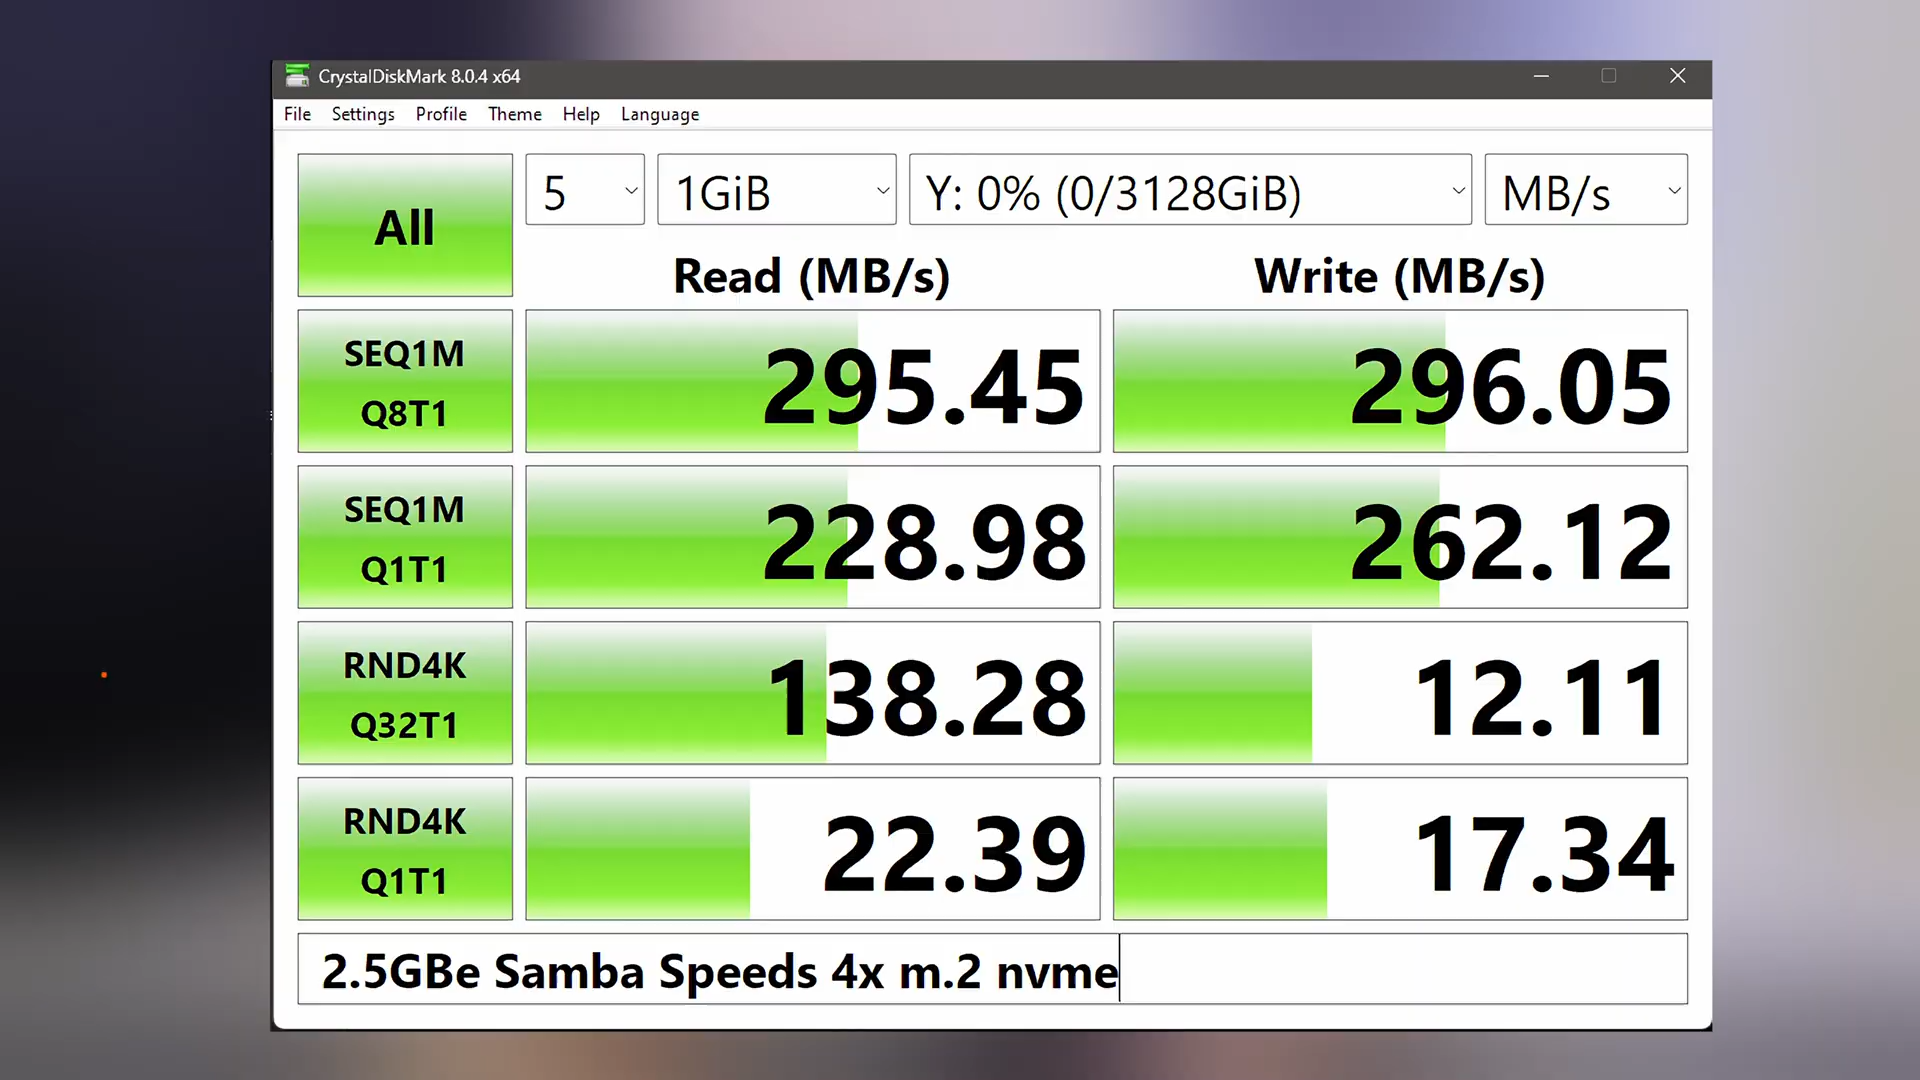 CrystalDiskMark 8.0.4 x64
File Settings Profile Theme Help Language
All 5 1GiB Y: 0% (0/3128GiB) MB/s
Read (MB/s) Write (MB/s)
SEQ1M
Q8T1
295.45 296.05
SEQ1M
Q1T1
228.98 262.12
RND4K
Q32T1
138.28 12.11
RND4K
Q1T1
22.39 17.34
2.5GBe Samba Speeds 4x m.2 nvme